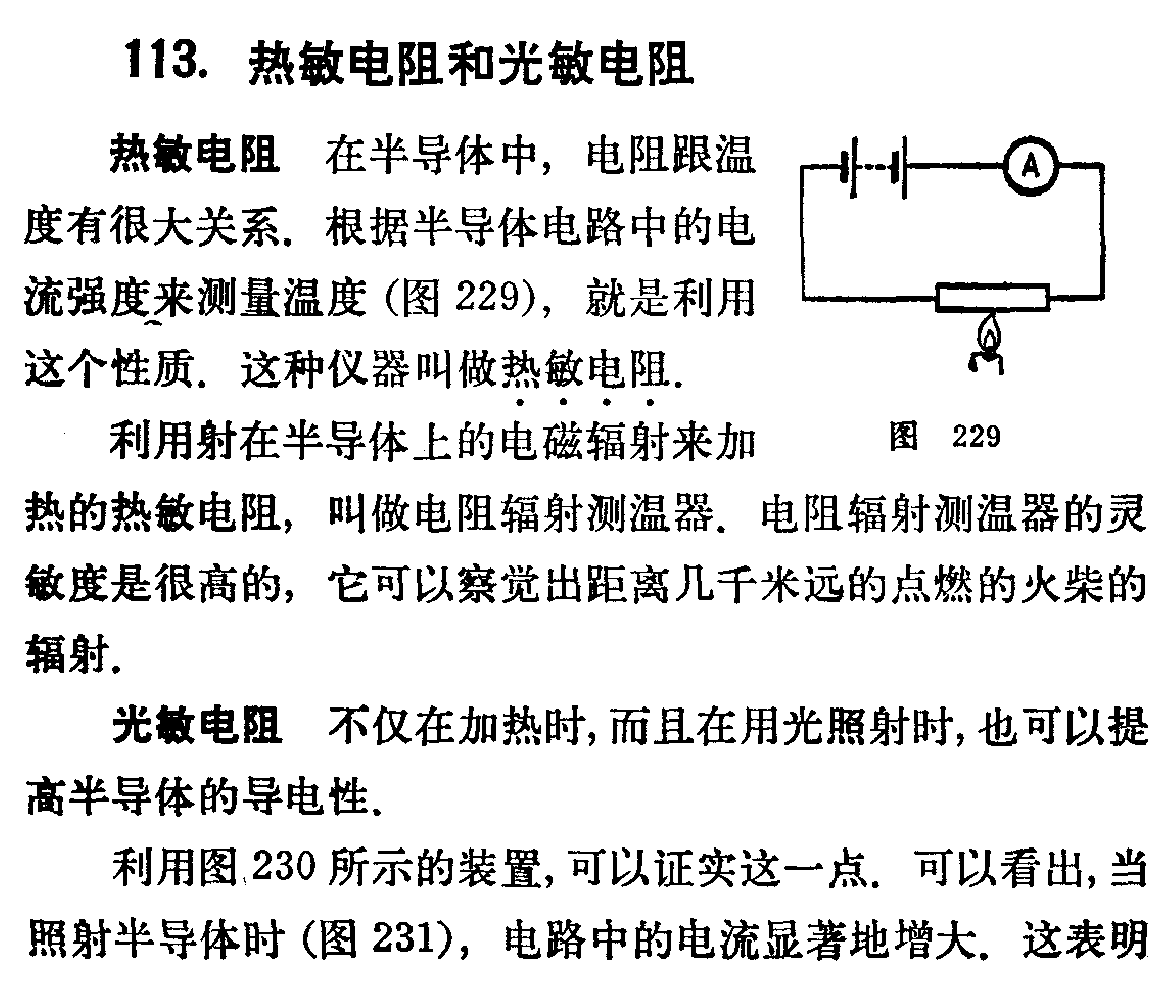 113. 热敏电阻和光敏电阻
热敏电阻 在半导体中，电阻跟温
度有很大关系．根据半导体电路中的电
流强度来测量温度(图 229)，就是利用
这个性质．这种仪器叫做热敏电阻．
A
图 229
利用射在半导体上的电磁辐射来加
热的热敏电阻，叫做电阻辐射测温器．电阻辐射测温器的灵
敏度是很高的，它可以察觉出距离几千米远的点燃的火柴的
辐射．
光敏电阻 不仅在加热时，而且在用光照射时，也可以提
高半导体的导电性．
利用图 230 所示的装置，可以证实这一点．可以看出，当
照射半导体时(图 231)，电路中的电流显著地增大．这表明